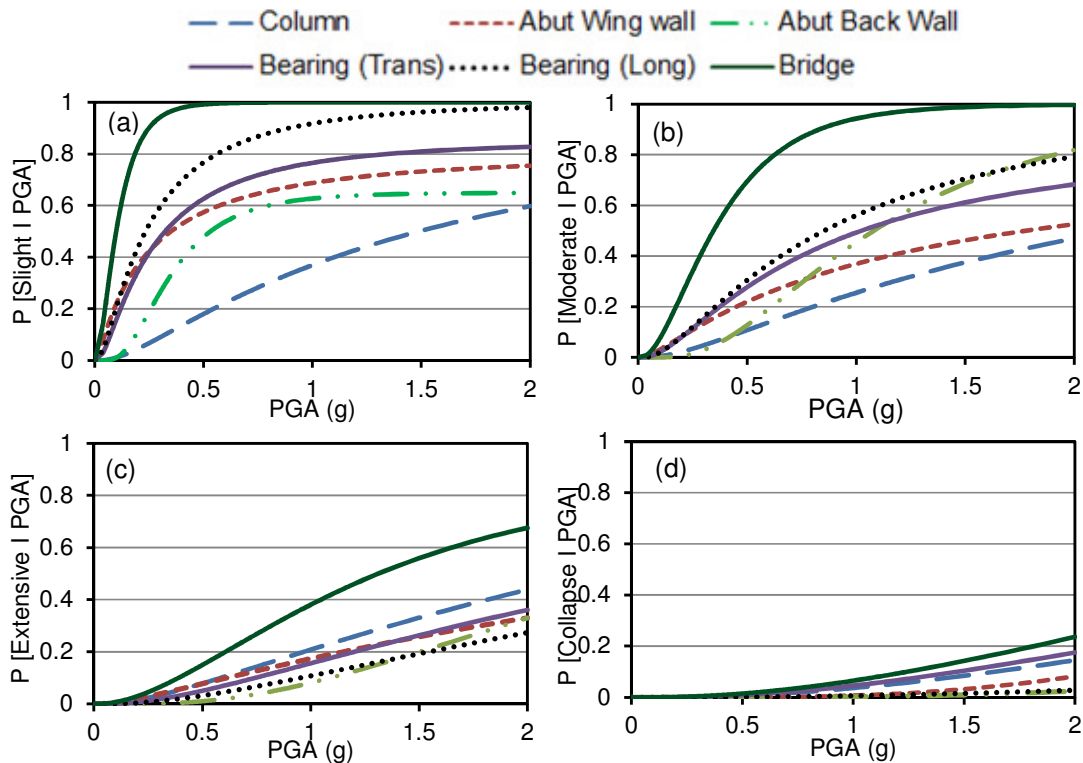 Column Abut Wing wall Abut Back Wall
Bearing (Trans) Bearing (Long) Bridge
(a)
P [Slight I PGA]
1
0.8
0.6
0.4
0.2
0
0 0.5 1 1.5 2
PGA (g)
(b)
P [Moderate I PGA]
1
0.8
0.6
0.4
0.2
0
0 0.5 1 1.5 2
PGA (g)
(c)
P [Extensive I PGA]
1
0.8
0.6
0.4
0.2
0
0 0.5 1 1.5 2
PGA (g)
(d)
P [Collapse I PGA]
1
0.8
0.6
0.4
0.2
0
0 0.5 1 1.5 2
PGA (g)